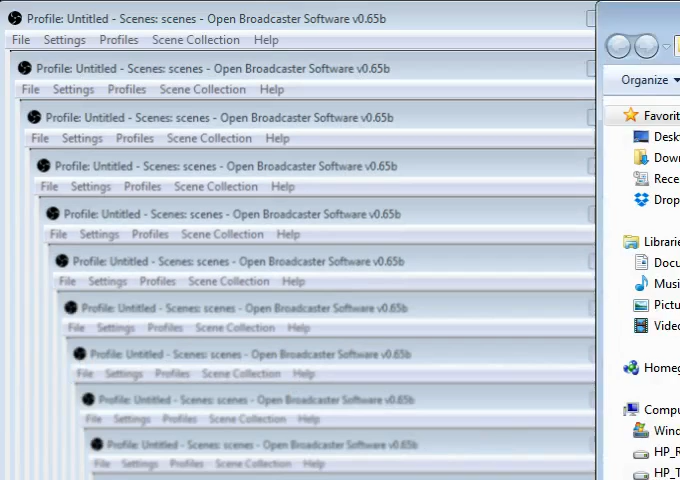 Profile: Untitled - Scenes: scenes - Open Broadcaster Software v0.65b
File Settings Profiles Scene Collection Help
Profile: Untitled - Scenes: scenes - Open Broadcaster Software v0.65b
File Settings Profiles Scene Collection Help
Profile: Untitled - Scenes: scenes - Open Broadcaster Software v0.65b
File Settings Profiles Scene Collection Help
Profile: Untitled - Scenes: scenes - Open Broadcaster Software v0.65b
File Settings Profiles Scene Collection Help
Profile: Untitled - Scenes: scenes - Open Broadcaster Software v0.65b
File Settings Profiles Scene Collection Help
Profile: Untitled - Scenes: scenes - Open Broadcaster Software v0.65b
File Settings Profiles Scene Collection Help
Profile: Untitled - Scenes: scenes - Open Broadcaster Software v0.65b
File Settings Profiles Scene Collection Help
Profile: Untitled - Scenes: scenes - Open Broadcaster Software v0.65b
File Settings Profiles Scene Collection Help
Profile: Untitled - Scenes: scenes - Open Broadcaster Software v0.65b
File Settings Profiles Scene Collection Help
Profile: Untitled - Scenes: scenes - Open Broadcaster Software v0.65b
File Settings Profiles Scene Collection Help
Organize
Favorit
Deskt
Down
Rece
Drop
Librarie
Docu
Musi
Pictu
Video
Homeg
Compu
Wind
HP_R
HP_T